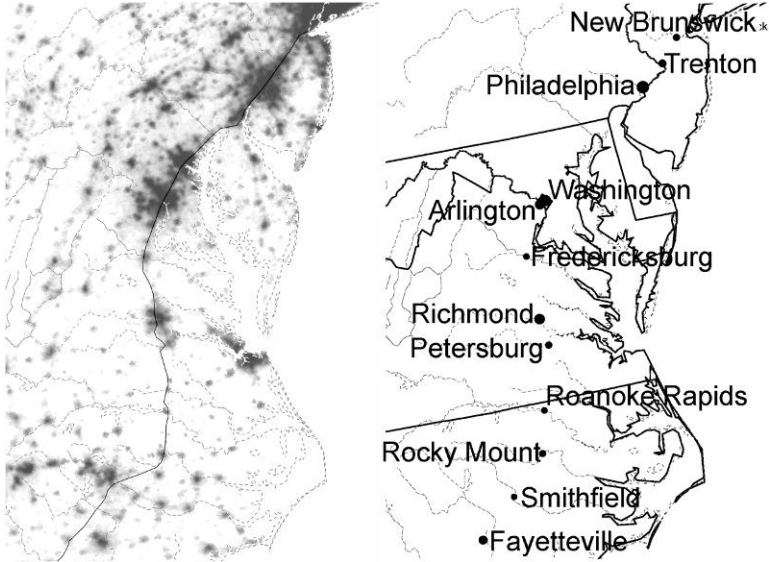 New Brunswick
Trenton
Philadelphia
Washington
Arlington
Fredericksburg
Richmond
Petersburg
Roanoke Rapids
Rocky Mount
Smithfield
Fayetteville